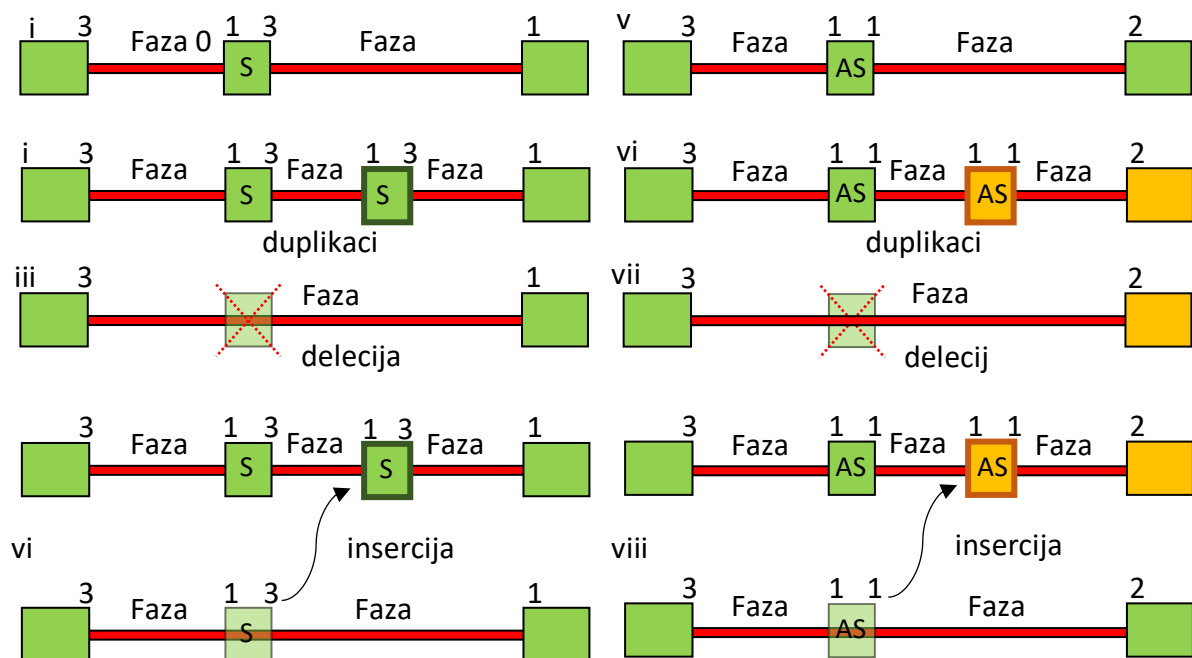 i 3 Faza 0 1 3 Faza 1
S
v 3 Faza 1 1 Faza 2
AS
i 3 Faza 1 3 Faza 1 3 Faza 1
S S
duplikaci
vi 3 Faza 1 1 Faza 1 1 Faza 2
AS AS
duplikaci
iii 3 Faza 1
delecija
vii 3 Faza 2
delecij
3 Faza 1 3 Faza 1 3 Faza 1
S S
vi insercija
3 Faza 1 3 Faza 1
S
3 Faza 1 1 Faza 1 1 Faza 2
AS AS
viii insercija
3 Faza 1 1 Faza 2
AS